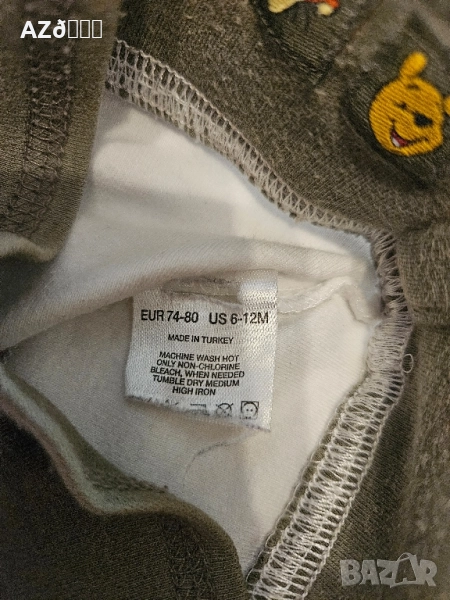 AZð
EUR 74-80 US 6-12M
MADE IN TURKEY
MACHINE WASH HOT
ONLY NON-CHLORINE
BLEACH, WHEN NEEDED
TUMBLE DRY MEDIUM
HIGH IRON
BAZAR